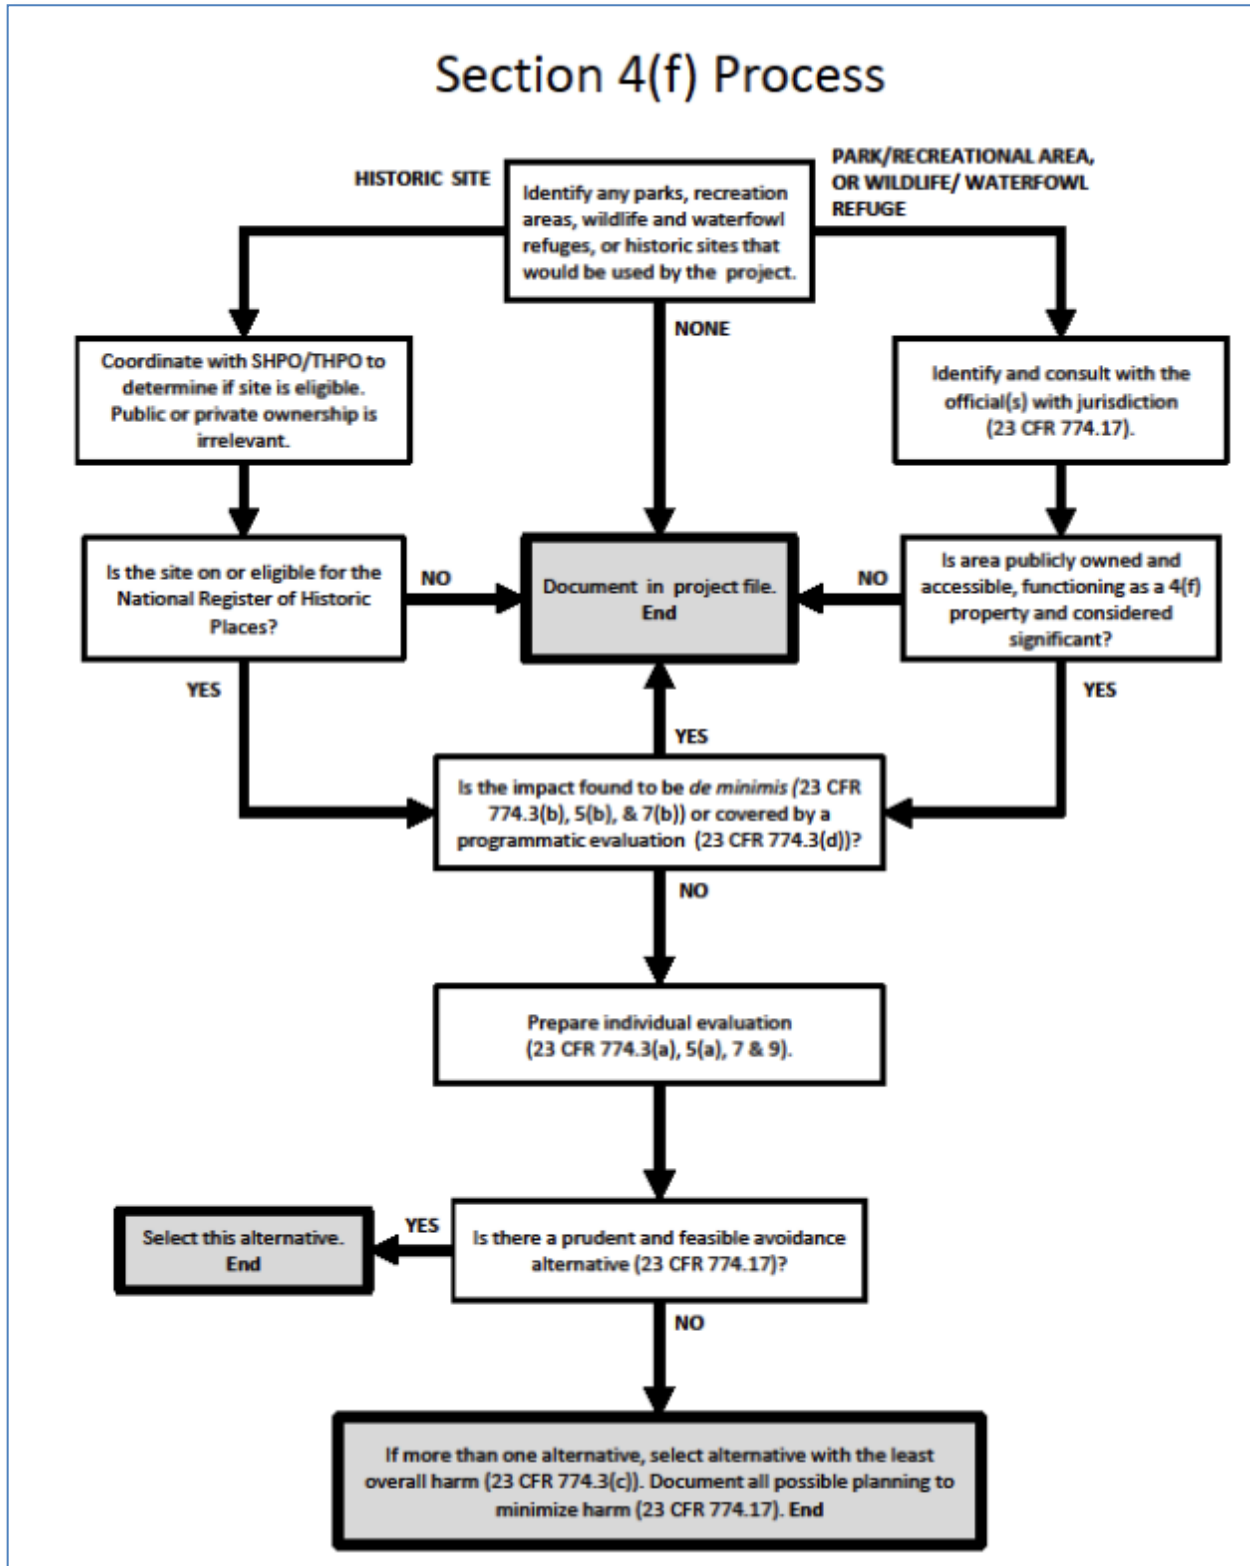 Section 4(f) Process
HISTORIC SITE
PARK/RECREATIONAL AREA,
OR WILDLIFE/ WATERFOWL
REFUGE
Identify any parks, recreation
areas, wildlife and waterfowl
refuges, or historic sites that
would be used by the project.
NONE
Coordinate with SHPO/THPO to
determine if site is eligible.
Public or private ownership is
irrelevant.
Identify and consult with the
official(s) with jurisdiction
(23 CFR 774.17).
Is the site on or eligible for the
National Register of Historic
Places?
NO
Document in project file.
End
NO
Is area publicly owned and
accessible, functioning as a 4(f)
property and considered
significant?
YES
YES
YES
Is the impact found to be de minimis (23 CFR
774.3(b), 5(b), & 7(b)) or covered by a
programmatic evaluation (23 CFR 774.3(d))?
NO
Prepare individual evaluation
(23 CFR 774.3(a), 5(a), 7 & 9).
Select this alternative.
End
YES
Is there a prudent and feasible avoidance
alternative (23 CFR 774.17)?
NO
If more than one alternative, select alternative with the least
overall harm (23 CFR 774.3(c)). Document all possible planning to
minimize harm (23 CFR 774.17). End